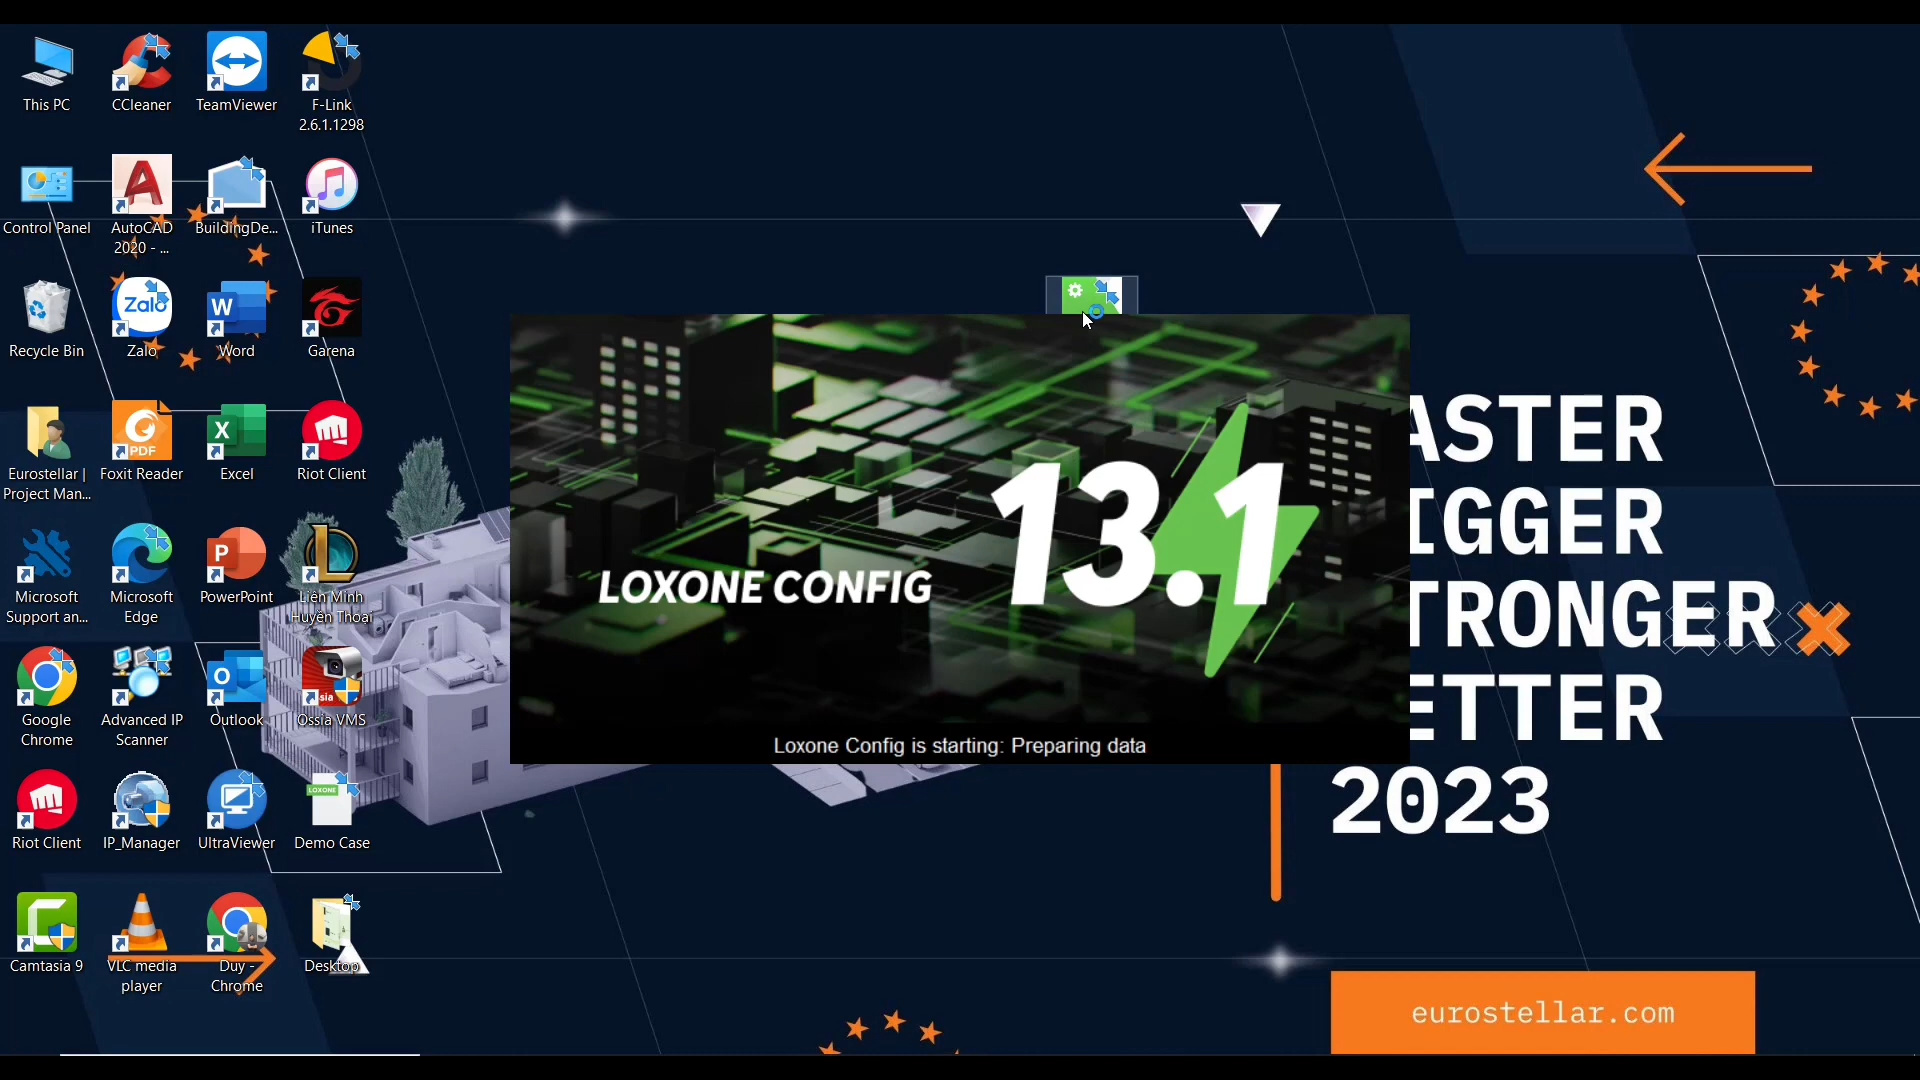 This PC
CCleaner
TeamViewer
F-Link
2.6.1.1298
Control Panel
AutoCAD
2020 - ...
BuildingDe...
iTunes
Recycle Bin
Zalo
Zalo
W
Word
Garena
Eurostellar |
Project Man...
PDF
Foxit Reader
X
Excel
Riot Client
Microsoft
Support an...
Microsoft
Edge
P
PowerPoint
L
Liên Minh
Huyền Thoại
Google
Chrome
Advanced IP
Scanner
O
Outlook
Ossia VMS
Riot Client
IP_Manager
UltraViewer
LOXONE
Demo Case
Camtasia 9
VLC media
player
Duy -
Chrome
Desktop
LOXONE CONFIG
13.1
Loxone Config is starting: Preparing data
ASTER
IGGER
TRONGER
ETTER
2023
eurostellar.com